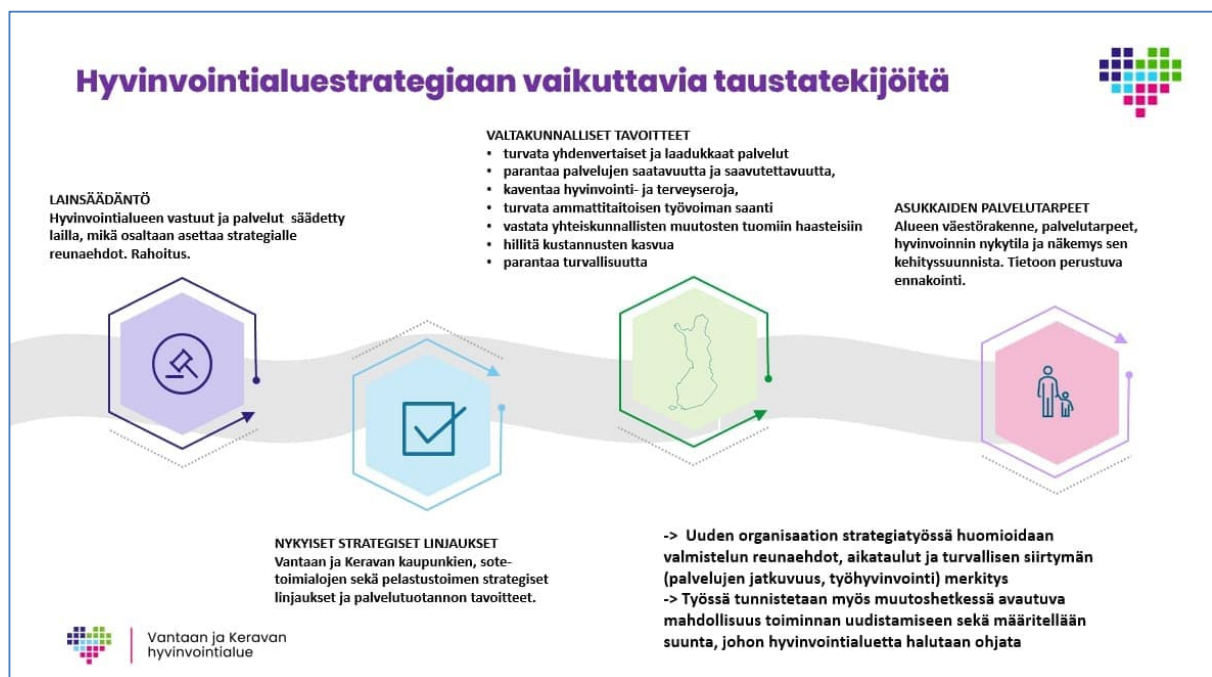 Hyvinvointialuestrategiaan vaikuttavia taustatekijöitä
LAINSÄÄDÄNTÖ
Hyvinvointialueen vastuut ja palvelut säädetty
lailla, mikä osaltaan asettaa strategialle
reunaehdot. Rahoitus.
NYKYISET STRATEGISET LINJAUKSET
Vantaan ja Keravan kaupunkien, sote-
toimialojen sekä pelastustoimen strategiset
linjaukset ja palvelutuotannon tavoitteet.
VALTAKUNNALLISET TAVOITTEET
• turvata yhdenvertaiset ja laadukkaat palvelut
• parantaa palvelujen saatavuutta ja saavutettavuutta,
• kaventaa hyvinvointi- ja terveyseroja,
• turvata ammattitaitoisen työvoiman saanti
• vastata yhteiskunnallisten muutosten tuomiin haasteisiin
• hillitä kustannusten kasvua
• parantaa turvallisuutta
ASUKKAIDEN PALVELUTARPEET
Alueen väestörakenne, palvelutarpeet,
hyvinvoinnin nykytila ja näkemys sen
kehityssuunnista. Tietoon perustuva
ennakointi.
-> Uuden organisaation strategiatyössä huomioidaan
valmistelun reunaehdot, aikataulut ja turvallisen siirtymän
(palvelujen jatkuvuus, työhyvinvointi) merkitys
-> Työssä tunnistetaan myös muutoshetkessä avautuva
mahdollisuus toiminnan uudistamiseen sekä määritellään
suunta, johon hyvinvointialuetta halutaan ohjata
Vantaan ja Keravan
hyvinvointialue